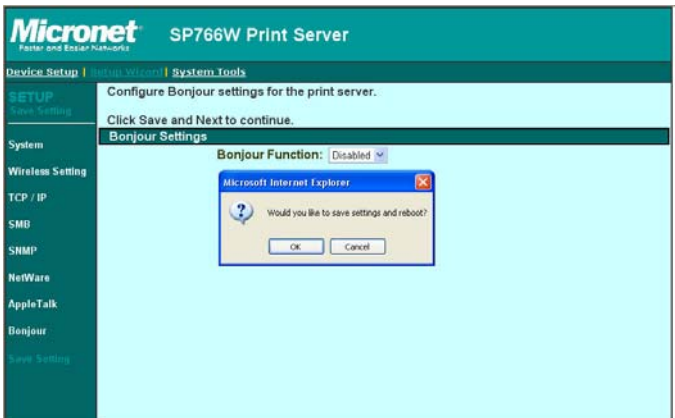 Micronet
Faster and Easier Networks
SP766W Print Server
Device Setup | Setup Wizard | System Tools
SETUP
Save Setting
System
Wireless Setting
TCP / IP
SMB
SNMP
NetWare
AppleTalk
Bonjour
Save Setting
Configure Bonjour settings for the print server.
Click Save and Next to continue.
Bonjour Settings
Bonjour Function: Disabled
Microsoft Internet Explorer
Would you like to save settings and reboot?
OK
Cancel